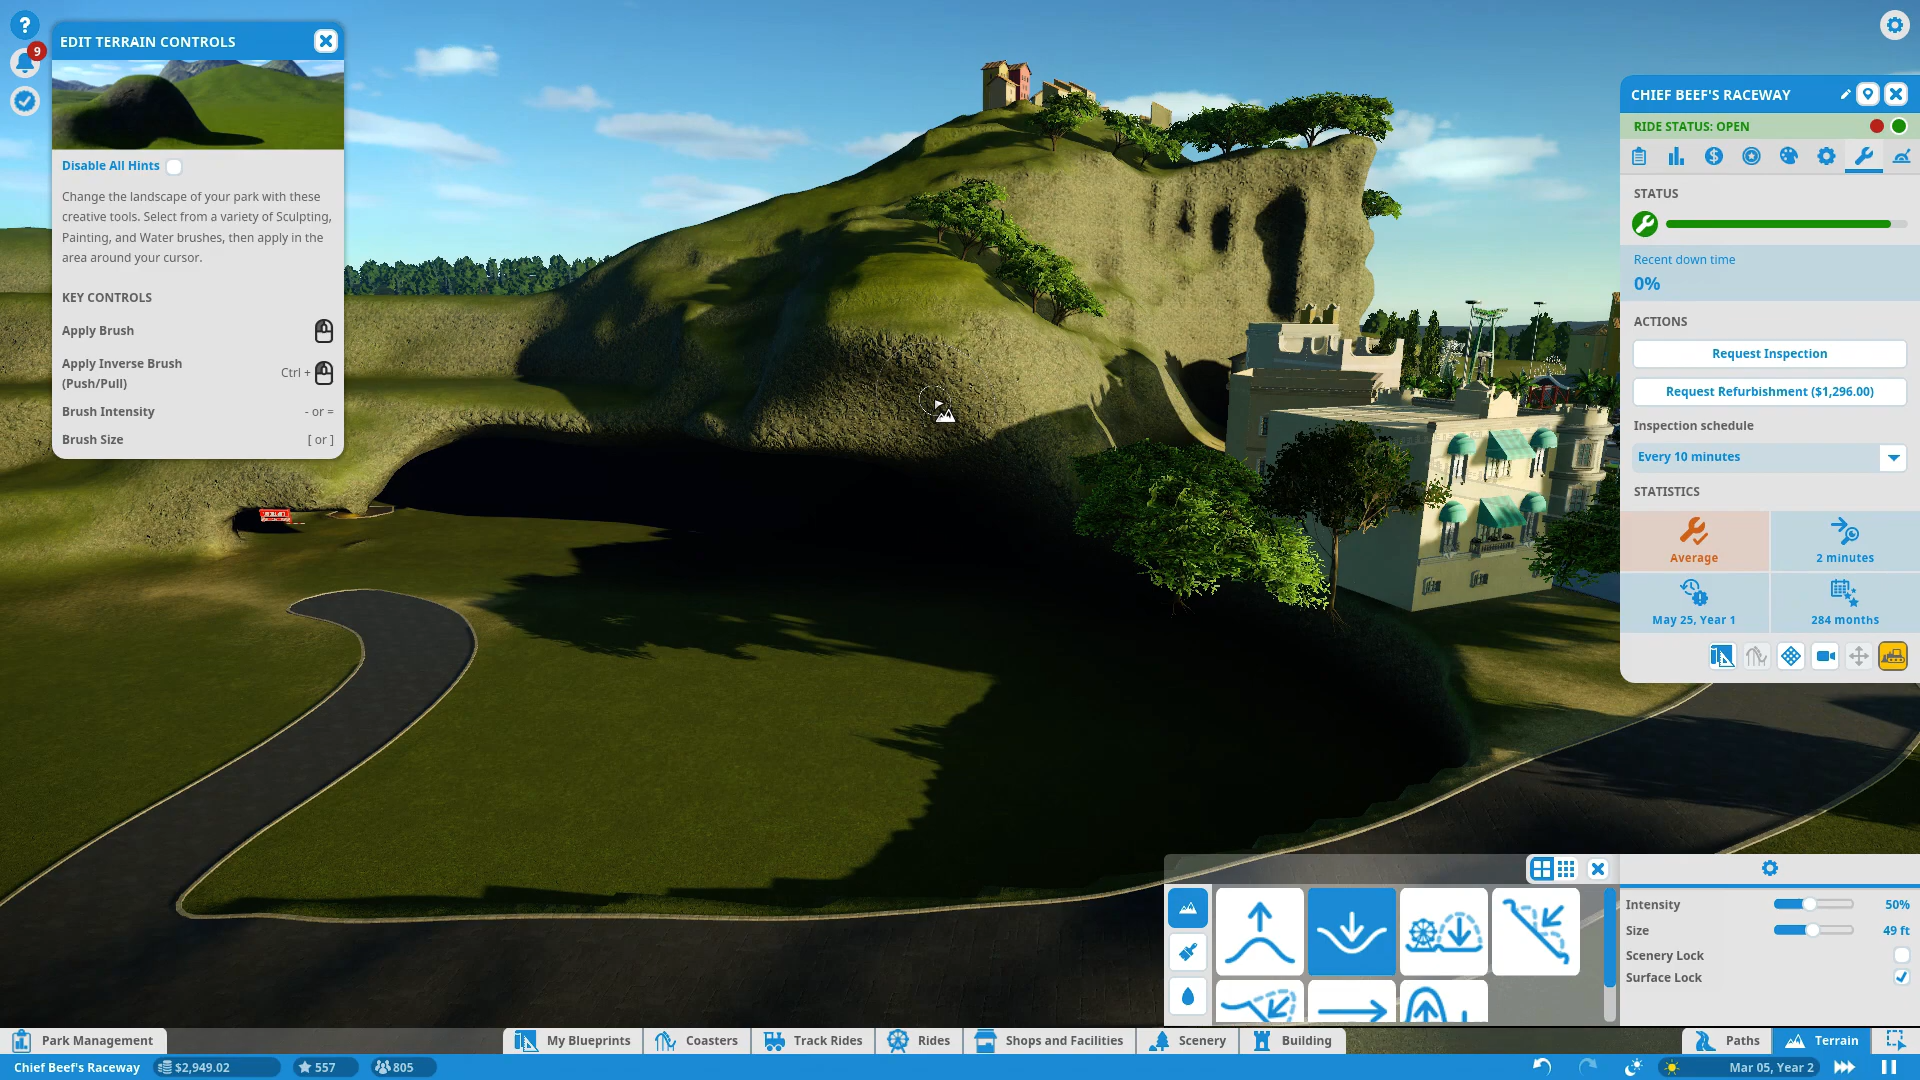 ?
9
EDIT TERRAIN CONTROLS
Disable All Hints
Change the landscape of your park with these
creative tools. Select from a variety of Sculpting,
Painting, and Water brushes, then apply in the
area around your cursor.
KEY CONTROLS
Apply Brush
Apply Inverse Brush
(Push/Pull)
Ctrl +
Brush Intensity
- or =
Brush Size
[ or ]
CHIEF BEEF'S RACEWAY
RIDE STATUS: OPEN
STATUS
Recent down time
0%
ACTIONS
Request Inspection
Request Refurbishment ($1,296.00)
Inspection schedule
Every 10 minutes
STATISTICS
Average
2 minutes
May 25, Year 1
284 months
Intensity
50%
Size
49 ft
Scenery Lock
Surface Lock
Park Management
My Blueprints
Coasters
Track Rides
Rides
Shops and Facilities
Scenery
Building
Paths
Terrain
Chief Beef's Raceway
$2,949.02
557
805
Mar 05, Year 2